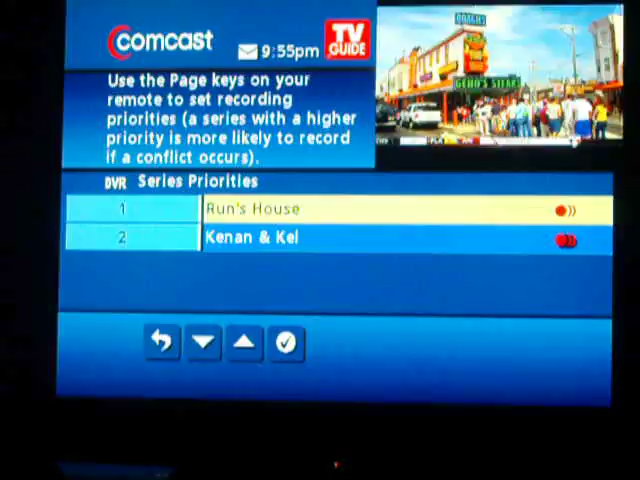 comcast
9:55pm
TV
GUIDE
Use the Page keys on your
remote to set recording
priorities (a series with a higher
priority is more likely to record
if a conflict occurs).
GENO'S STEAKS
DVR Series Priorities
1 Run's House
2 Kenan & Kel